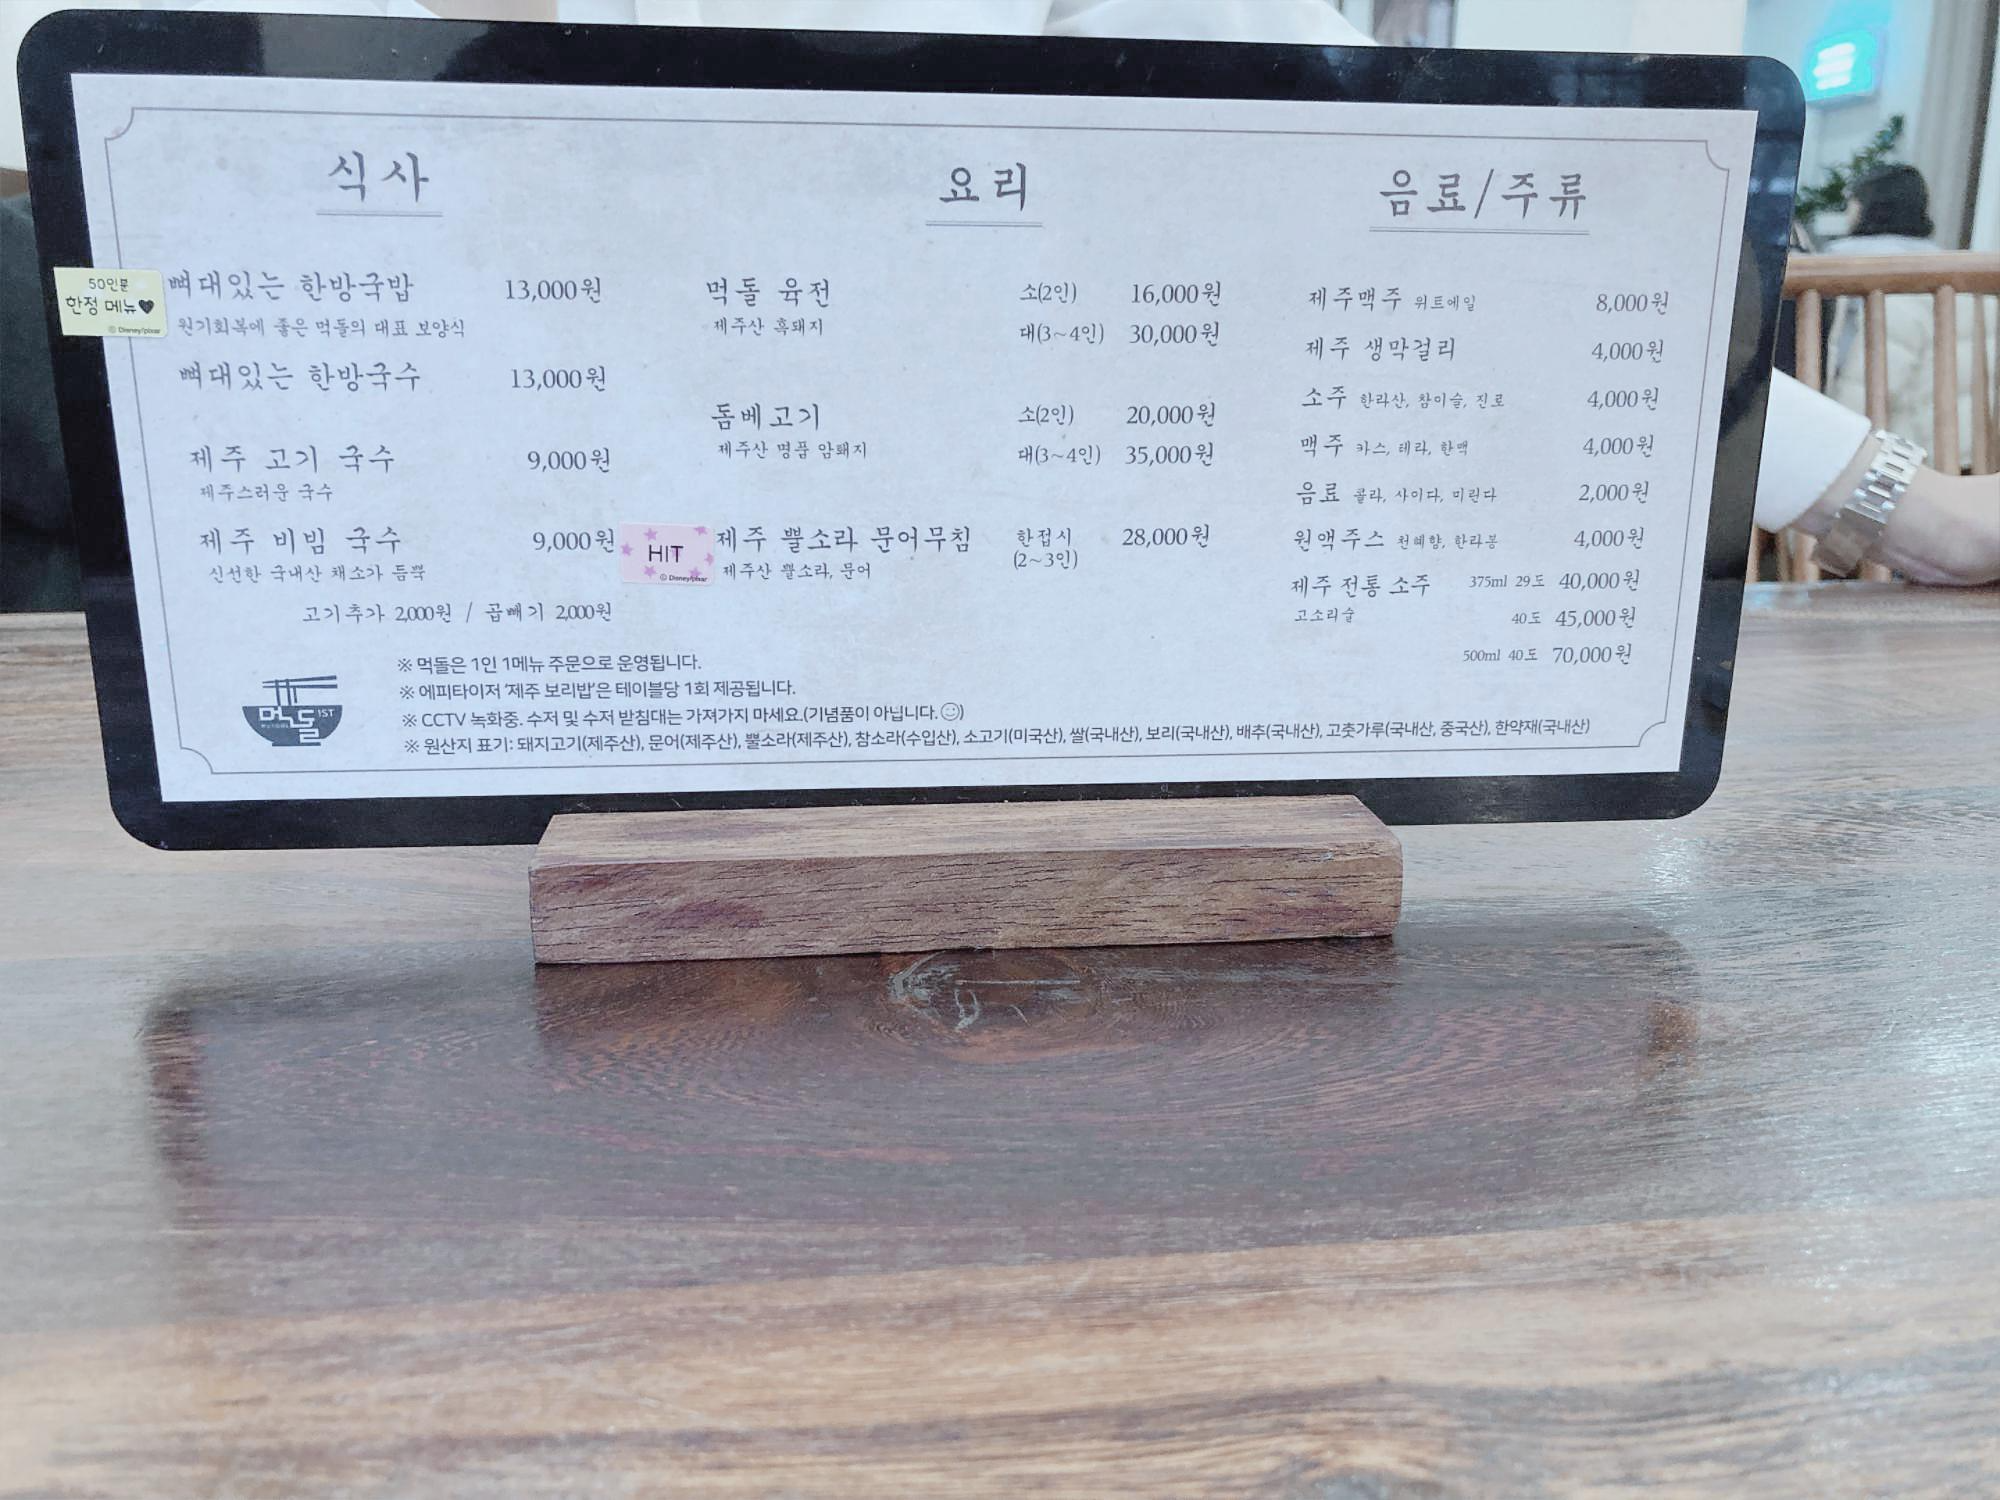 식사
50인분
한정 메뉴♥
© Disney/pixar
뼈대있는 한방국밥 13,000원
원기회복에 좋은 먹돌의 대표 보양식
뼈대있는 한방국수 13,000원
제주 고기 국수 9,000원
제주스러운 국수
제주 비빔 국수 9,000원
신선한 국내산 채소가 듬뿍
고기추가 2,000원 / 곱빼기 2,000원
요리
먹돌 육전 소(2인) 16,000원
제주산 흑돼지 대(3~4인) 30,000원
돔베고기 소(2인) 20,000원
제주산 명품 암퇘지 대(3~4인) 35,000원
HIT
© Disney/pixar
제주 뿔소라 문어무침 한접시 28,000원
제주산 뿔소라, 문어 (2~3인)
음료/주류
제주맥주 위트에일 8,000원
제주 생막걸리 4,000원
소주 한라산, 참이슬, 진로 4,000원
맥주 카스, 테라, 한맥 4,000원
음료 콜라, 사이다, 미린다 2,000원
원액주스 천혜향, 한라봉 4,000원
제주 전통 소주 375ml 29도 40,000원
고소리술 40도 45,000원
500ml 40도 70,000원
먹돌 1ST
※ 먹돌은 1인 1메뉴 주문으로 운영됩니다.
※ 에피타이저 '제주 보리밥'은 테이블당 1회 제공됩니다.
※ CCTV 녹화중. 수저 및 수저 받침대는 가져가지 마세요.(기념품이 아닙니다.☺)
※ 원산지 표기: 돼지고기(제주산), 문어(제주산), 뿔소라(제주산), 참소라(수입산), 소고기(미국산), 쌀(국내산), 보리(국내산), 배추(국내산), 고춧가루(국내산, 중국산), 한약재(국내산)